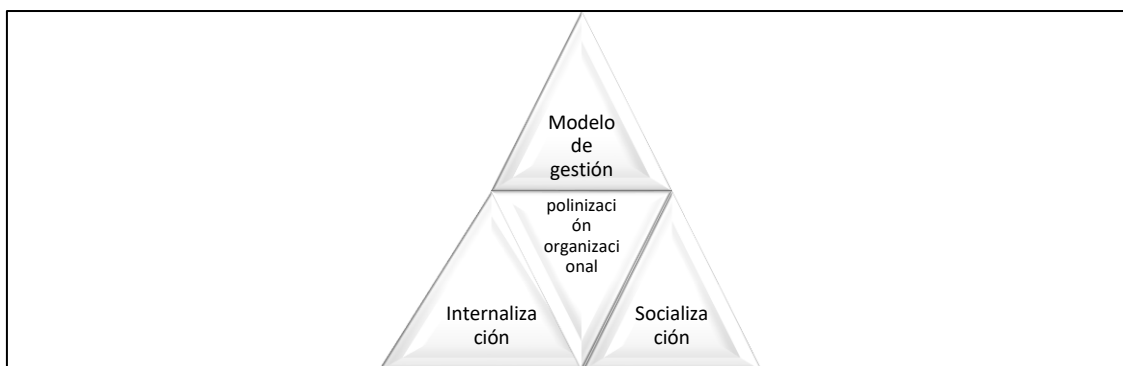 Modelo
de
gestión
polinizaci
ón
organizaci
onal
Internaliza
ción
Socializa
ción